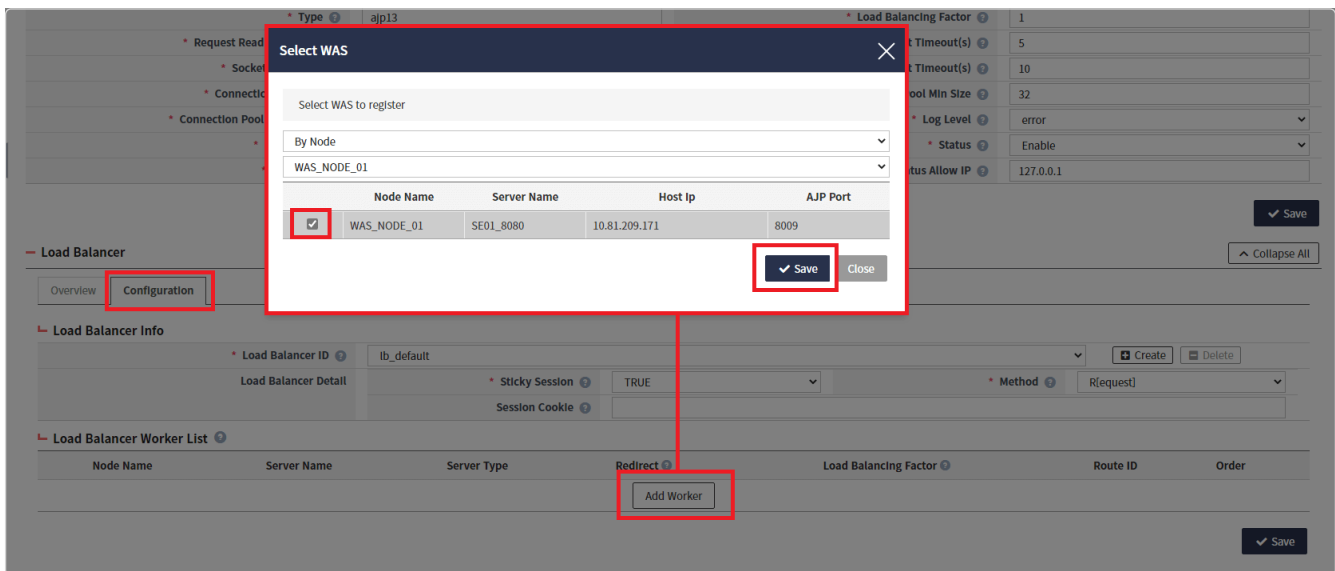 * Type ajp13 * Load Balancing Factor 1
* Request Read t Timeout(s) 5
* Socket t Timeout(s) 10
* Connectio ool Min Size 32
* Connection Pool * Log Level error
* * Status Enable
* tus Allow IP 127.0.0.1
Save
Select WAS
Select WAS to register
By Node
WAS_NODE_01
Node Name Server Name Host Ip AJP Port
WAS_NODE_01 SE01_8080 10.81.209.171 8009
Save Close
Load Balancer Collapse All
Overview Configuration
Load Balancer Info
* Load Balancer ID lb_default Create Delete
Load Balancer Detail * Sticky Session TRUE * Method R[equest]
Session Cookie
Load Balancer Worker List
Node Name Server Name Server Type Redirect Load Balancing Factor Route ID Order
Add Worker
Save